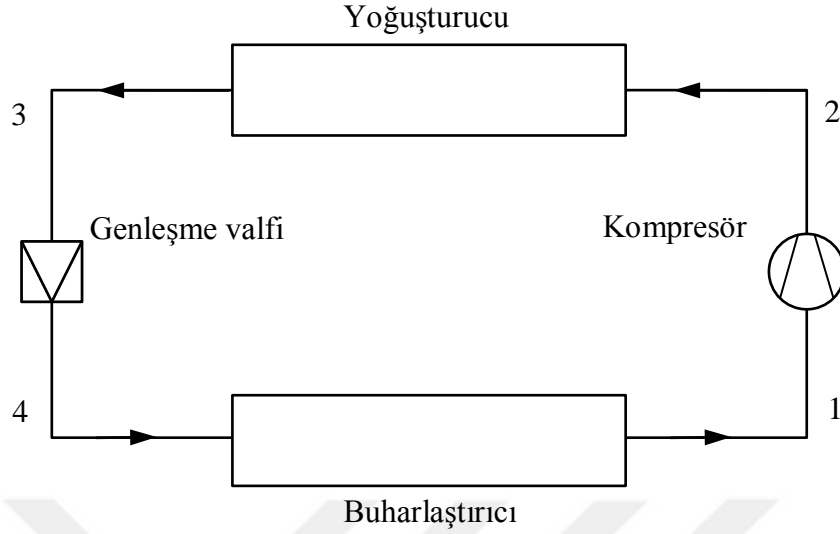 Yoğuşturucu
3
2
Genleşme valfi
Kompresör
4
1
Buharlaştırıcı